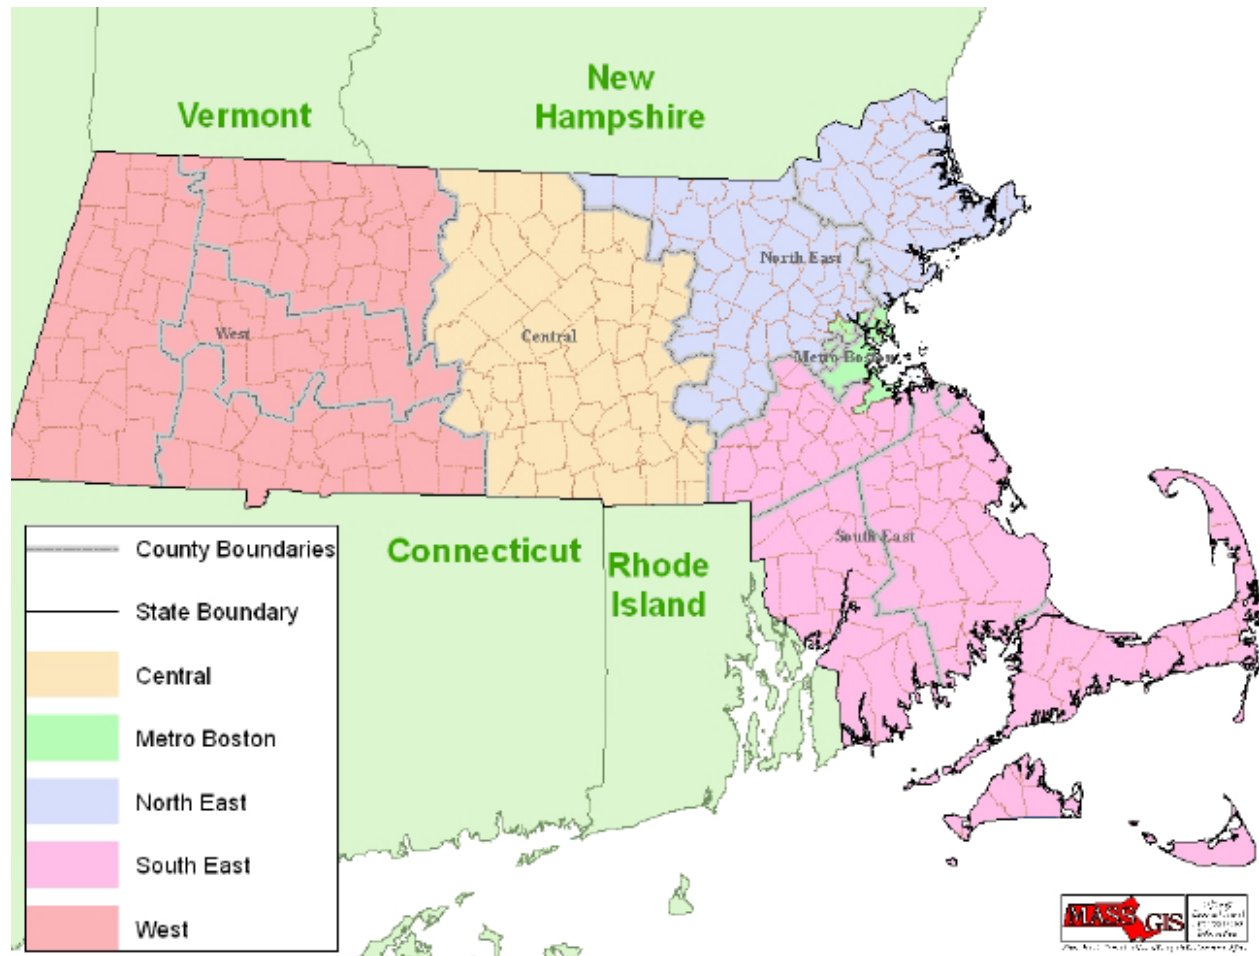 Vermont
New
Hampshire
North East
West
Central
Metro Boston
South East
Connecticut
Rhode
Island
County Boundaries
State Boundary
Central
Metro Boston
North East
South East
West
MASS GIS